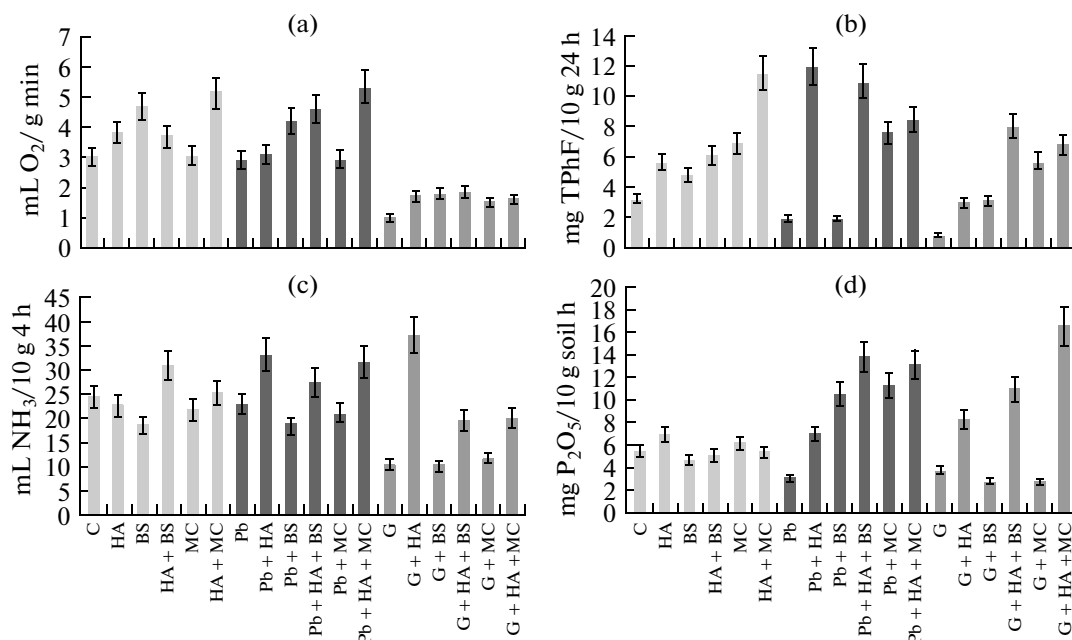 (a)
mL O2/ g min
7
6
5
4
3
2
1
0
(b)
mg TPhF/10 g 24 h
14
12
10
8
6
4
2
0
(c)
mL NH3/10 g 4 h
45
40
35
30
25
20
15
10
5
0
C
HA
BS
HA + BS
MC
HA + MC
Pb
Pb + HA
Pb + BS
Pb + HA + BS
Pb + MC
Pb + HA + MC
G
G + HA
G + BS
G + HA + BS
G + MC
G + HA + MC
(d)
mg P2O5/10 g soil h
20
18
16
14
12
10
8
6
4
2
0
C
HA
BS
HA + BS
MC
HA + MC
Pb
Pb + HA
Pb + BS
Pb + HA + BS
Pb + MC
Pb + HA + MC
G
G + HA
G + BS
G + HA + BS
G + MC
G + HA + MC